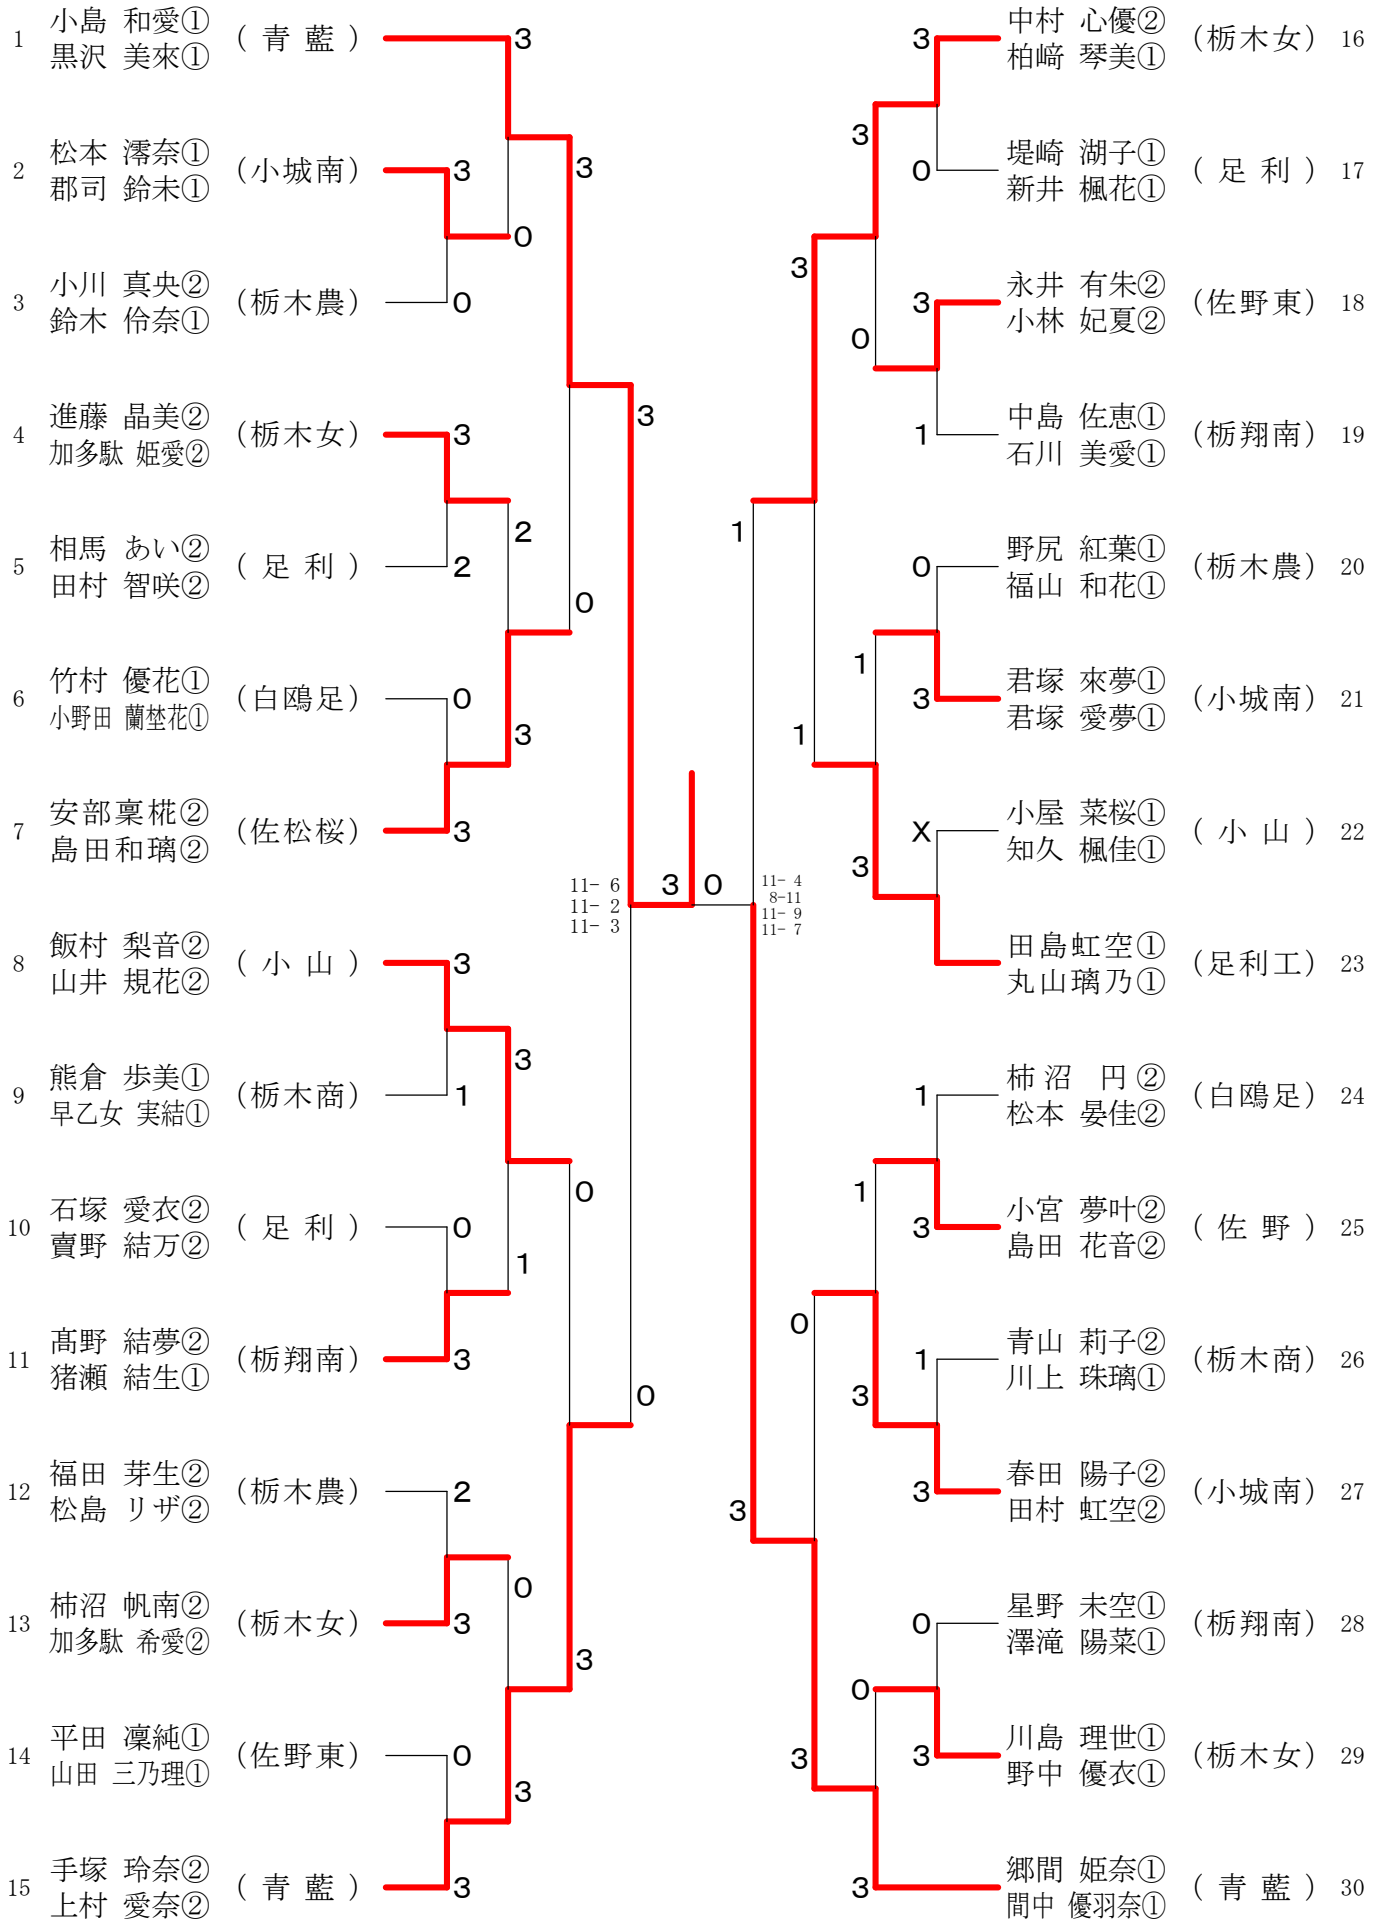 1 小島 和愛① (青藍) 3
黒沢 美來①
2 松本 澪奈① (小城南) 3
郡司 鈴未①
3
0
3 小川 真央② (栃木農) 0
鈴木 伶奈①
3
4 進藤 晶美② (栃木女) 3
加多駄 姫愛②
2
5 相馬 あい② (足利) 2
田村 智咲②
0
6 竹村 優花① (白鴎足) 0
小野田 蘭埜花①
3
7 安部稟椛② (佐松桜) 3
島田和璃②
11- 6
11- 2
11- 3
3 0
8 飯村 梨音② (小山) 3
山井 規花②
3
9 熊倉 歩美① (栃木商) 1
早乙女 実結①
0
10 石塚 愛衣② (足利) 0
賣野 結万②
1
11 髙野 結夢② (栃翔南) 3
猪瀬 結生①
0
12 福田 芽生② (栃木農) 2
松島 リザ②
0
13 柿沼 帆南② (栃木女) 3
加多駄 希愛②
3
14 平田 凜純① (佐野東) 0
山田 三乃理①
3
15 手塚 玲奈② (青藍) 3
上村 愛奈②
3 中村 心優② (栃木女) 16
柏﨑 琴美①
3
0 堤崎 湖子① (足利) 17
新井 楓花①
3
3 永井 有朱② (佐野東) 18
小林 妃夏②
0
1 中島 佐恵① (栃翔南) 19
石川 美愛①
1
0 野尻 紅葉① (栃木農) 20
福山 和花①
1
3 君塚 來夢① (小城南) 21
君塚 愛夢①
1
X 小屋 菜桜① (小山) 22
知久 楓佳①
3
11- 4
8-11
11- 9
11- 7
田島虹空① (足利工) 23
丸山璃乃①
1 柿沼 円② (白鴎足) 24
松本 晏佳②
1
3 小宮 夢叶② (佐野) 25
島田 花音②
0
1 青山 莉子② (栃木商) 26
川上 珠璃①
3
3 春田 陽子② (小城南) 27
田村 虹空②
3
0 星野 未空① (栃翔南) 28
澤滝 陽菜①
0
3 川島 理世① (栃木女) 29
野中 優衣①
3
3 郷間 姫奈① (青藍) 30
間中 優羽奈①